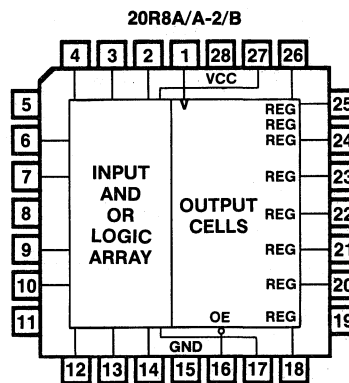 20R8A/A-2/B
4 3 2 1 28 27 26
VCC
5 REG 25
REG
6 REG 24
7 REG 23
INPUT
AND
OR
LOGIC
ARRAY
OUTPUT
CELLS
8 REG 22
9 REG 21
10 REG 20
11 OE REG 19
GND
12 13 14 15 16 17 18